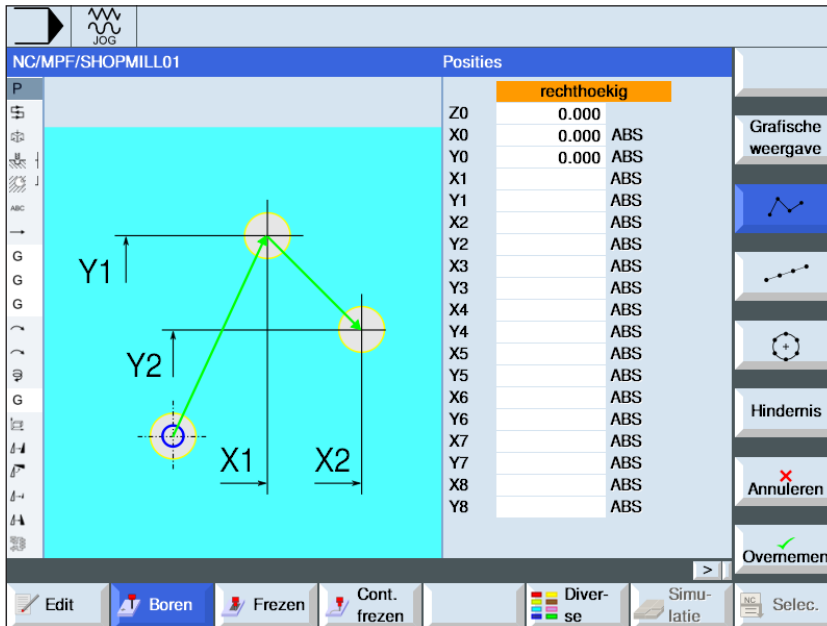 JOG
NC/MPF/SHOPMILL01
Posities
P
ABC
G
G
G
G
Y1
Y2
X1
X2
rechthoekig
Z0 0.000
X0 0.000 ABS
Y0 0.000 ABS
X1 ABS
Y1 ABS
X2 ABS
Y2 ABS
X3 ABS
Y3 ABS
X4 ABS
Y4 ABS
X5 ABS
Y5 ABS
X6 ABS
Y6 ABS
X7 ABS
Y7 ABS
X8 ABS
Y8 ABS
Grafische
weergave
Hindernis
Annuleren
Overnemen
>
Edit
Boren
Frezen
Cont.
frezen
Diver-
se
Simu-
latie
NC
Selec.